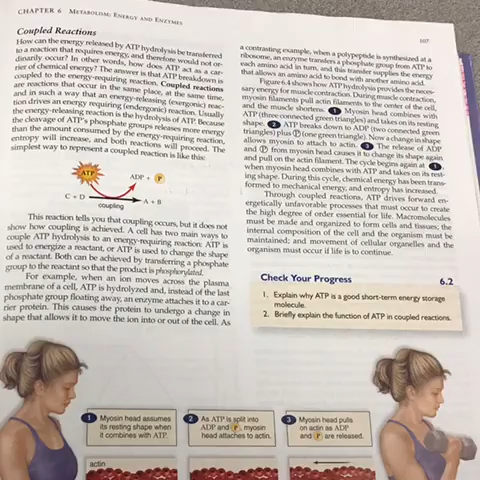 CHAPTER 6 METABOLISM: ENERGY AND ENZYMES
107
Coupled Reactions
How can the energy released by ATP hydrolysis be transferred
to a reaction that requires energy, and therefore would not or-
dinarily occur? In other words, how does ATP act as a car-
rier of chemical energy? The answer is that ATP breakdown is
coupled to the energy-requiring reaction. Coupled reactions
are reactions that occur in the same place, at the same time,
and in such a way that an energy-releasing (exergonic) reac-
tion drives an energy requiring (endergonic) reaction. Usually
the energy-releasing reaction is the hydrolysis of ATP. Because
the cleavage of ATP's phosphate groups releases more energy
than the amount consumed by the energy-requiring reaction,
entropy will increase, and both reactions will proceed. The
simplest way to represent a coupled reaction is like this:
ATP
ADP + P
C + D
A + B
coupling
This reaction tells you that coupling occurs, but it does not
show how coupling is achieved. A cell has two main ways to
couple ATP hydrolysis to an energy-requiring reaction: ATP is
used to energize a reactant, or ATP is used to change the shape
of a reactant. Both can be achieved by transferring a phosphate
group to the reactant so that the product is phosphorylated.
For example, when an ion moves across the plasma
membrane of a cell, ATP is hydrolyzed and, instead of the last
phosphate group floating away, an enzyme attaches it to a car-
rier protein. This causes the protein to undergo a change in
shape that allows it to move the ion into or out of the cell. As
a contrasting example, when a polypeptide is synthesized at a
ribosome, an enzyme transfers a phosphate group from ATP to
each amino acid in turn, and this transfer supplies the energy
that allows an amino acid to bond with another amino acid.
Figure 6.4 shows how ATP hydrolysis provides the neces-
sary energy for muscle contraction. During muscle contraction,
myosin filaments pull actin filaments to the center of the cell,
and the muscle shortens. 1 Myosin head combines with
ATP (three connected green triangles) and takes on its resting
shape. 2 ATP breaks down to ADP (two connected green
triangles) plus P (one green triangle). Now a change in shape
allows myosin to attach to actin. 3 The release of ADP
and P from myosin head causes it to change its shape again
and pull on the actin filament. The cycle begins again at 1
when myosin head combines with ATP and takes on its rest-
ing shape. During this cycle, chemical energy has been trans-
formed to mechanical energy, and entropy has increased.
Through coupled reactions, ATP drives forward en-
ergetically unfavorable processes that must occur to create
the high degree of order essential for life. Macromolecules
must be made and organized to form cells and tissues; the
internal composition of the cell and the organism must be
maintained; and movement of cellular organelles and the
organism must occur if life is to continue.
Check Your Progress 6.2
1. Explain why ATP is a good short-term energy storage
molecule.
2. Briefly explain the function of ATP in coupled reactions.
1 Myosin head assumes
its resting shape when
it combines with ATP.
2 As ATP is split into
ADP and P, myosin
head attaches to actin.
3 Myosin head pulls
on actin as ADP
and P are released.
actin